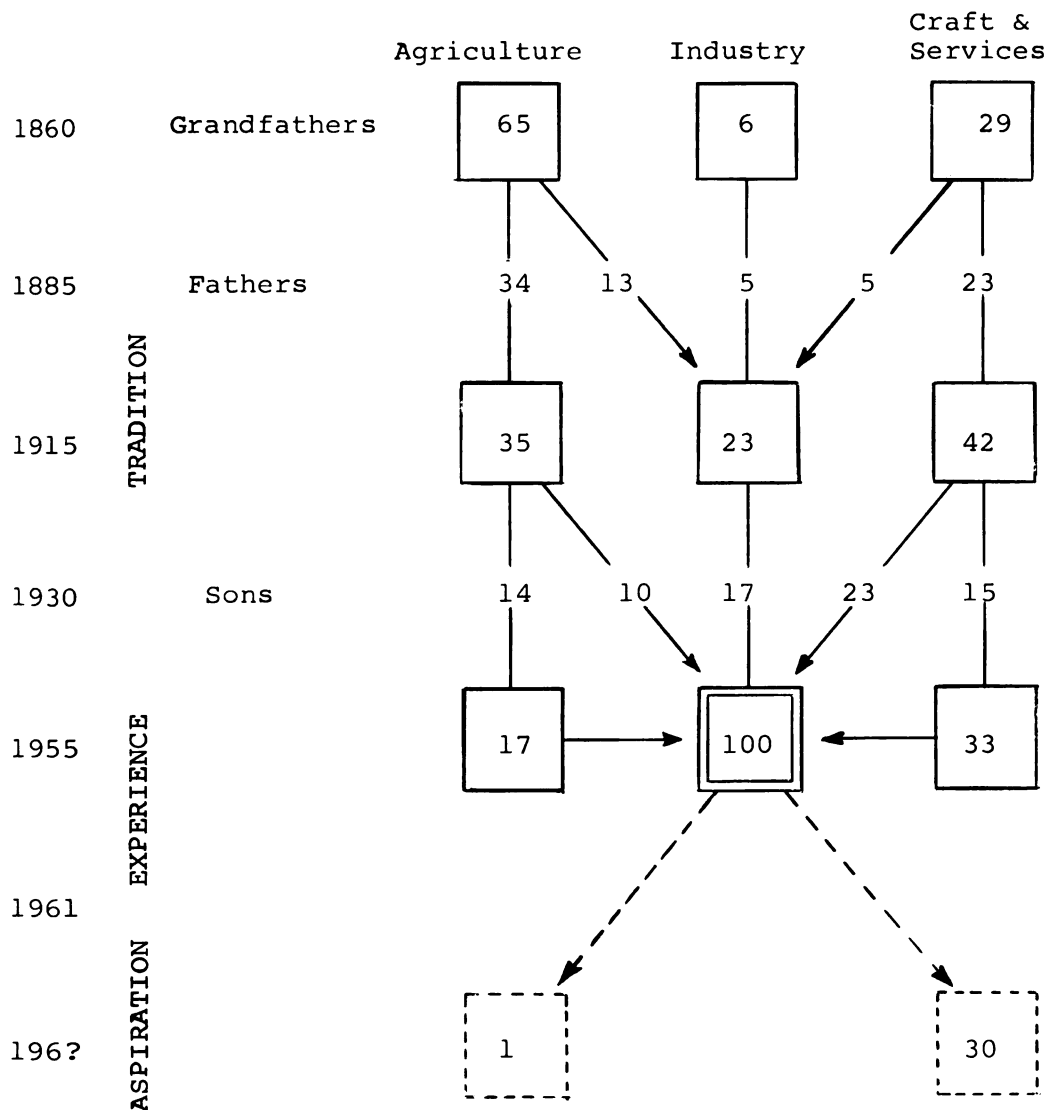 Craft &
Agriculture Industry Services
1860 Grandfathers 65 6 29
1885 Fathers 34 13 5 5 23
TRADITION
1915 35 23 42
1930 Sons 14 10 17 23 15
EXPERIENCE
1955 17 100 33
1961
ASPIRATION
196? 1 30